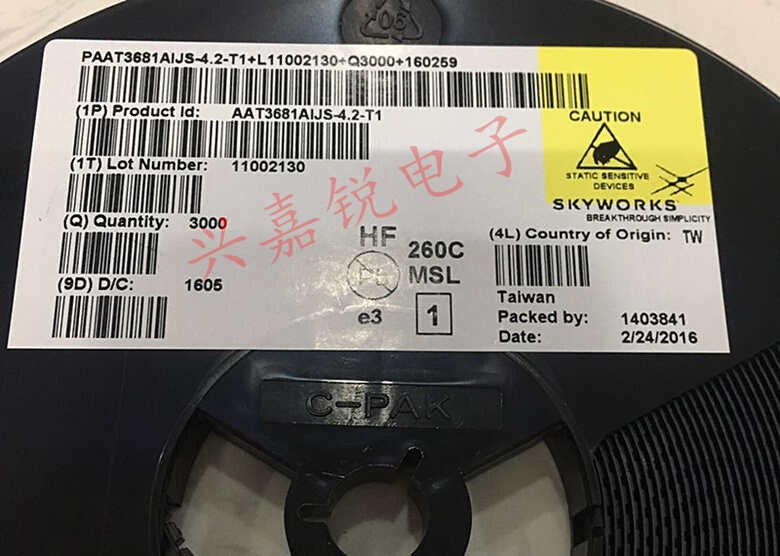 06
PAAT3681AIJS-4.2-T1+L11002130+Q3000+160259
(1P) Product Id: AAT3681AIJS-4.2-T1
CAUTION
STATIC SENSITIVE
DEVICES
(1T) Lot Number: 11002130
SKYWORKS
BREAKTHROUGH SIMPLICITY
(Q) Quantity: 3000
兴嘉锐电子
HF
260C
MSL
(4L) Country of Origin: TW
(9D) D/C: 1605
e3
1
Taiwan
Packed by: 1403841
Date: 2/24/2016
C-PAK